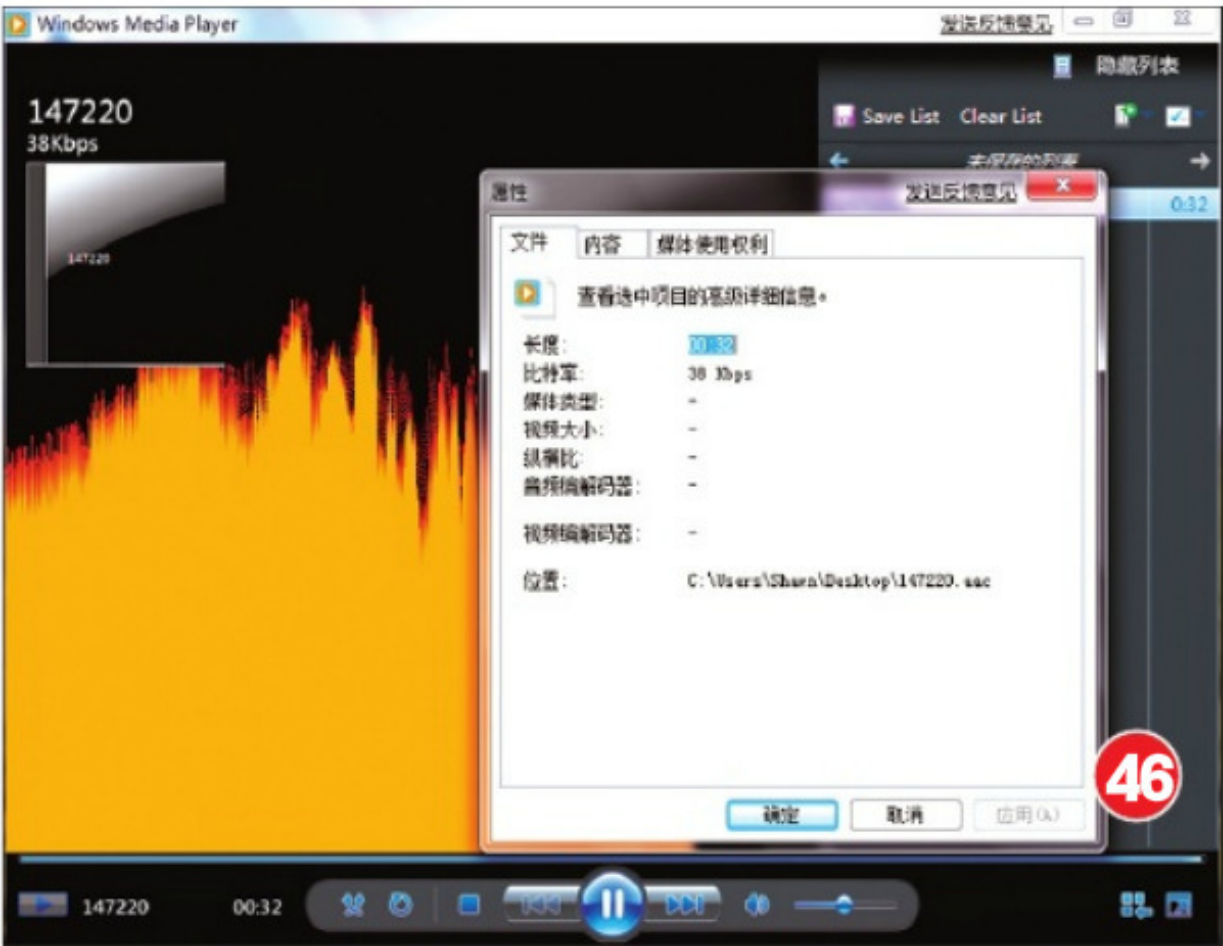 Windows Media Player
发送反馈意见
隐藏列表
147220
38Kbps
Save List Clear List
未保存的列表
147220
0:32
属性
发送反馈意见
文件 内容 媒体使用权利
查看选中项目的高级详细信息。
长度: 00:32
比特率: 38 Kbps
媒体类型: -
视频大小: -
纵横比: -
音频编解码器: -
视频编解码器: -
位置: C:\Users\Shawn\Desktop\147220.aac
46
确定 取消 应用(A)
147220 00:32